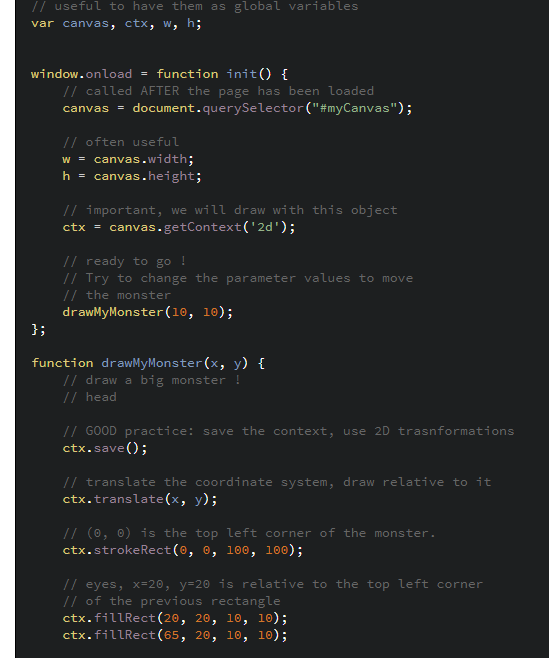 // useful to have them as global variables
var canvas, ctx, w, h;
window.onload = function init() {
// called AFTER the page has been loaded
canvas = document.querySelector("#myCanvas");
// often useful
w = canvas.width;
h = canvas.height;
// important, we will draw with this object
ctx = canvas.getContext('2d');
// ready to go !
// Try to change the parameter values to move
// the monster
drawMyMonster(10, 10);
};
function drawMyMonster(x, y) {
// draw a big monster !
// head
// GOOD practice: save the context, use 2D trasnformations
ctx.save();
// translate the coordinate system, draw relative to it
ctx.translate(x, y);
// (0, 0) is the top left corner of the monster.
ctx.strokeRect(0, 0, 100, 100);
// eyes, x=20, y=20 is relative to the top left corner
// of the previous rectangle
ctx.fillRect(20, 20, 10, 10);
ctx.fillRect(65, 20, 10, 10);